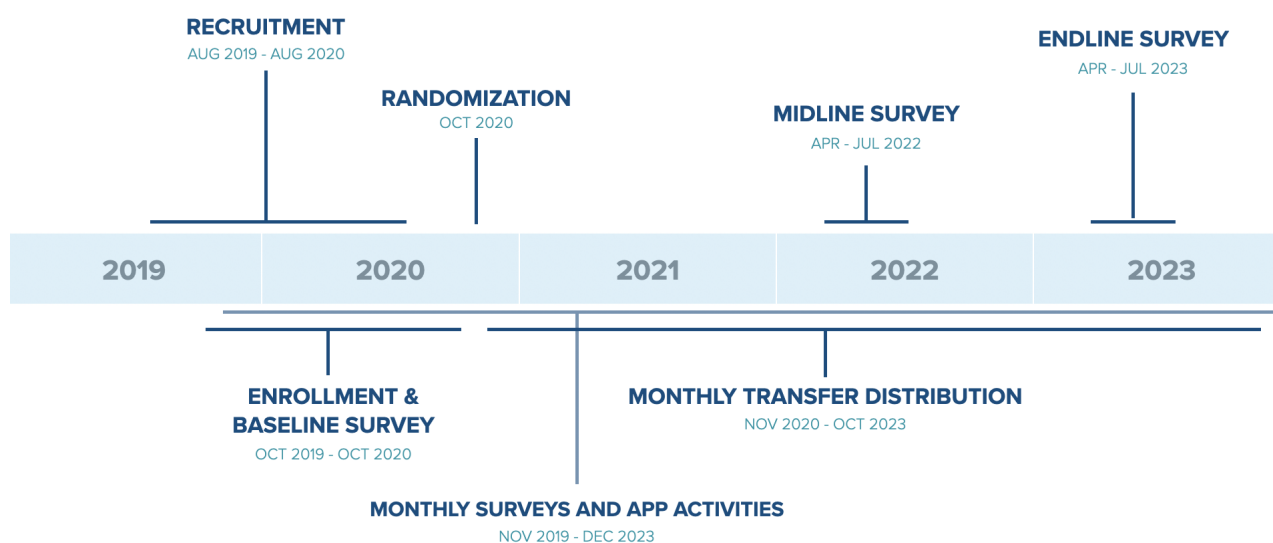 RECRUITMENT
AUG 2019 - AUG 2020
RANDOMIZATION
OCT 2020
MIDLINE SURVEY
APR - JUL 2022
ENDLINE SURVEY
APR - JUL 2023
2019
2020
2021
2022
2023
ENROLLMENT &
BASELINE SURVEY
OCT 2019 - OCT 2020
MONTHLY TRANSFER DISTRIBUTION
NOV 2020 - OCT 2023
MONTHLY SURVEYS AND APP ACTIVITIES
NOV 2019 - DEC 2023